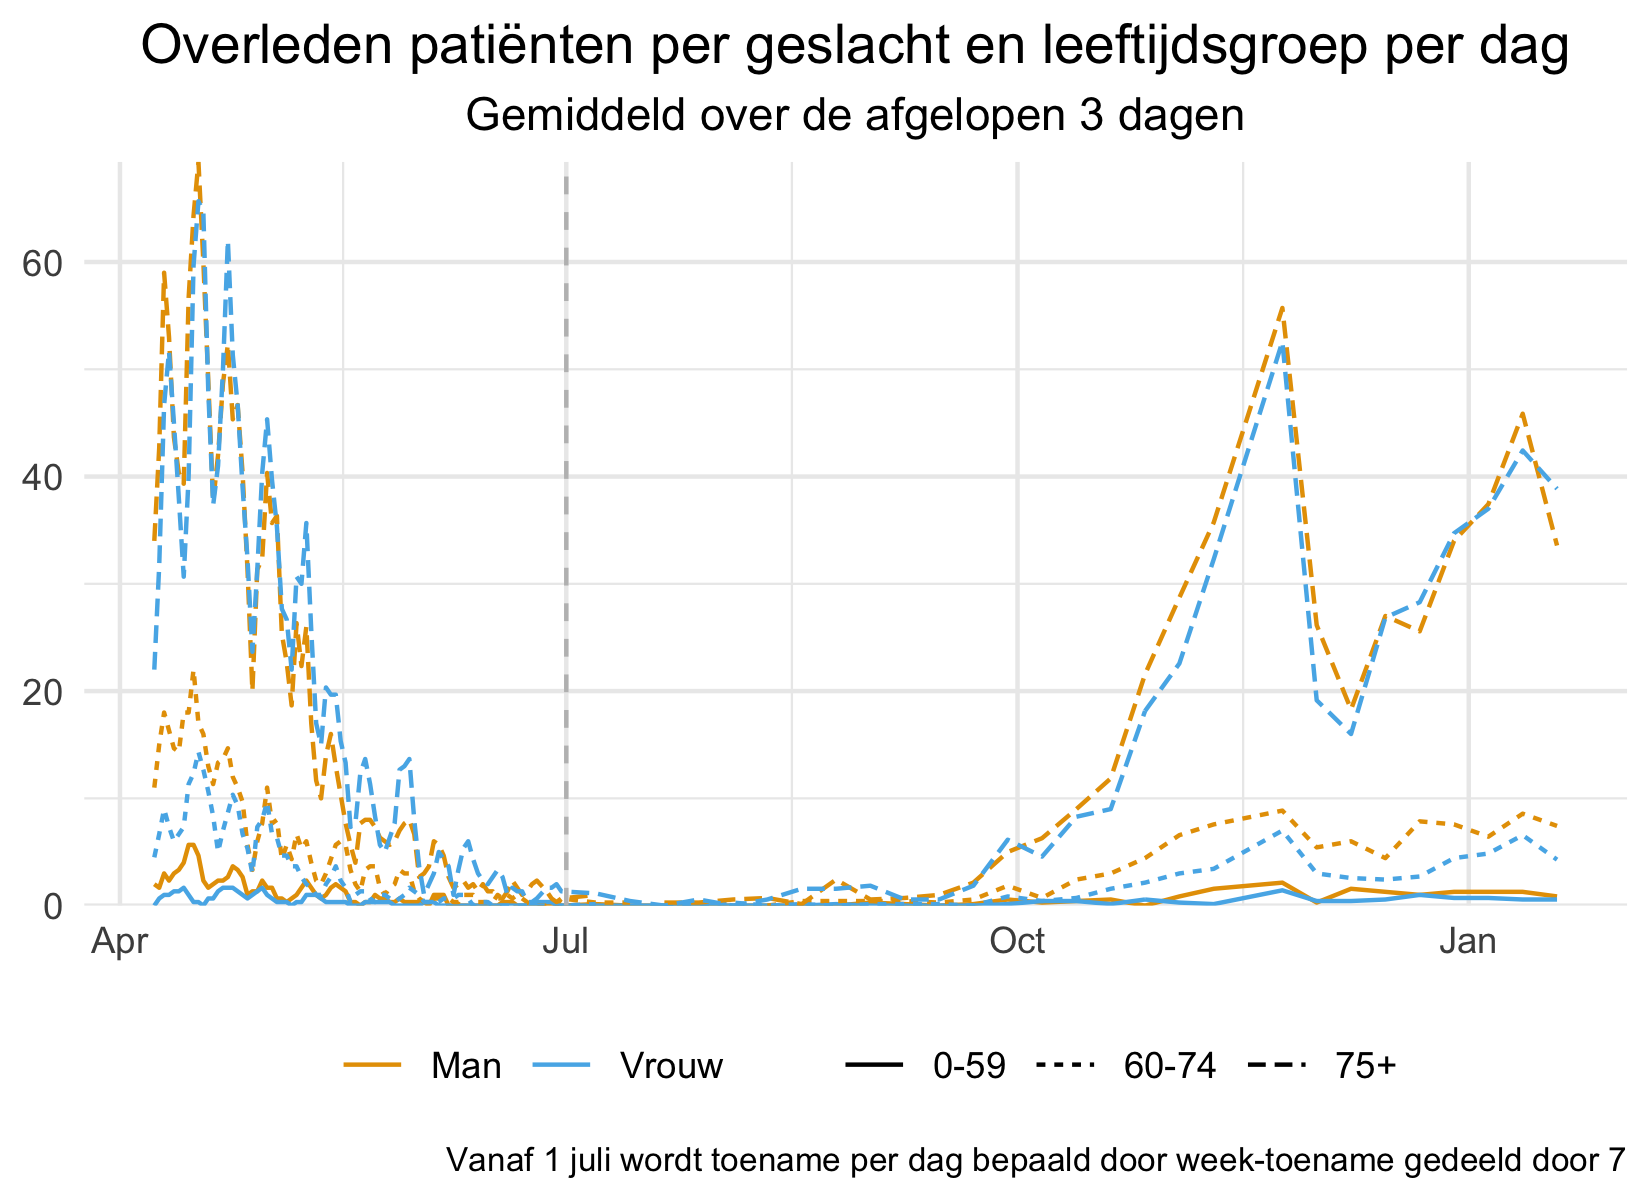 Overleden patiënten per geslacht en leeftijdsgroep per dag
Gemiddeld over de afgelopen 3 dagen
60
40
20
0
Apr Jul Oct Jan
Man Vrouw 0-59 60-74 75+
Vanaf 1 juli wordt toename per dag bepaald door week-toename gedeeld door 7